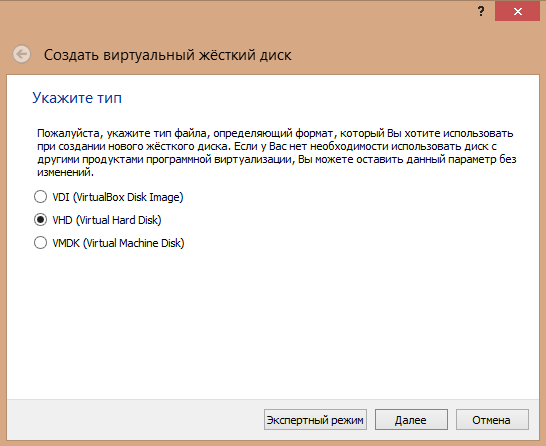 ?
Создать виртуальный жёсткий диск
Укажите тип
Пожалуйста, укажите тип файла, определяющий формат, который Вы хотите использовать
при создании нового жёсткого диска. Если у Вас нет необходимости использовать диск с
другими продуктами программной виртуализации, Вы можете оставить данный параметр без
изменений.
VDI (VirtualBox Disk Image)
VHD (Virtual Hard Disk)
VMDK (Virtual Machine Disk)
Экспертный режим Далее Отмена